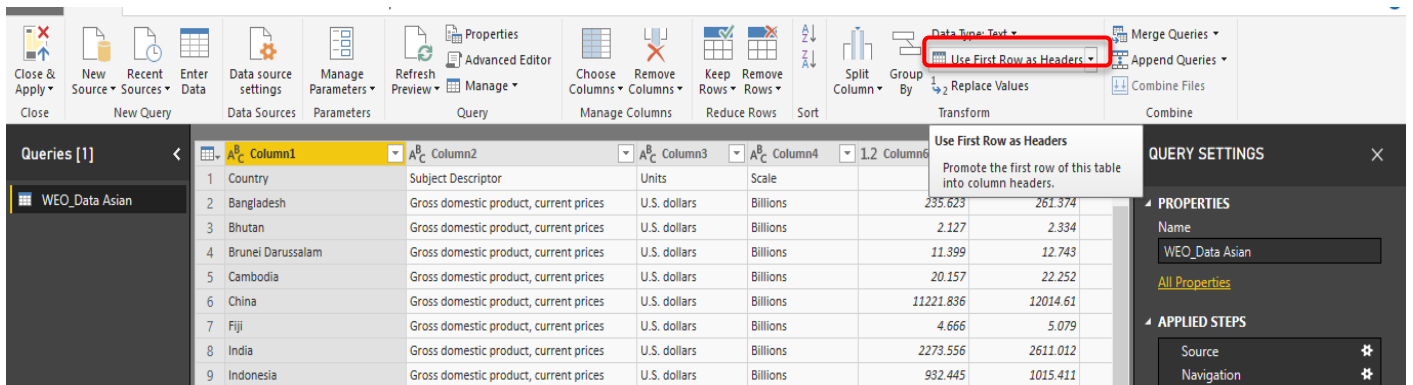 Properties
Data Type: Text
Merge Queries
Advanced Editor
Use First Row as Headers
Append Queries
Close & Apply
New Source
Recent Sources
Enter Data
Data source settings
Manage Parameters
Refresh Preview
Manage
Choose Columns
Remove Columns
Keep Rows
Remove Rows
Split Column
Group By
Replace Values
Combine Files
Close
New Query
Data Sources
Parameters
Query
Manage Columns
Reduce Rows
Sort
Transform
Combine
Use First Row as Headers
Promote the first row of this table
into column headers.
Queries [1]
WEO_Data Asian
ABC Column1 ABC Column2 ABC Column3 ABC Column4 1.2 Column6
1 Country Subject Descriptor Units Scale
2 Bangladesh Gross domestic product, current prices U.S. dollars Billions 235.623 261.374
3 Bhutan Gross domestic product, current prices U.S. dollars Billions 2.127 2.334
4 Brunei Darussalam Gross domestic product, current prices U.S. dollars Billions 11.399 12.743
5 Cambodia Gross domestic product, current prices U.S. dollars Billions 20.157 22.252
6 China Gross domestic product, current prices U.S. dollars Billions 11221.836 12014.61
7 Fiji Gross domestic product, current prices U.S. dollars Billions 4.666 5.079
8 India Gross domestic product, current prices U.S. dollars Billions 2273.556 2611.012
9 Indonesia Gross domestic product, current prices U.S. dollars Billions 932.445 1015.411
QUERY SETTINGS
PROPERTIES
Name
WEO_Data Asian
All Properties
APPLIED STEPS
Source
Navigation